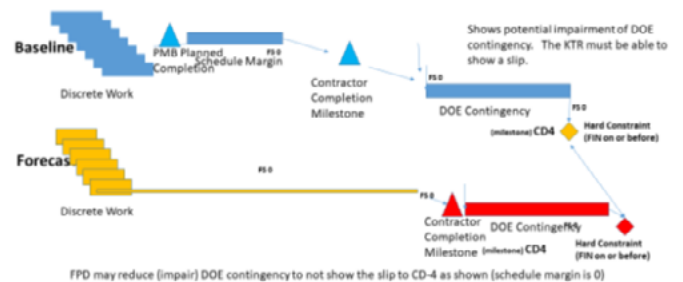 Shows potential impairment of DOE
contingency. The KTR must be able to
show a slip.
Baseline
PMB Planned
Completion
Schedule Margin
FS 0
Discrete Work
Contractor
Completion
Milestone
FS 0
DOE Contingency
FS 0
(milestone) CD4
Hard Constraint
(FIN on or before)
Forecas
FS 0
FS 0
Discrete Work
Contractor
Completion
Milestone
DOE Contingency
FS 0
(milestone) CD4
Hard Constraint
(FIN on or before)
FPD may reduce (impair) DOE contingency to not show the slip to CD-4 as shown (schedule margin is 0)